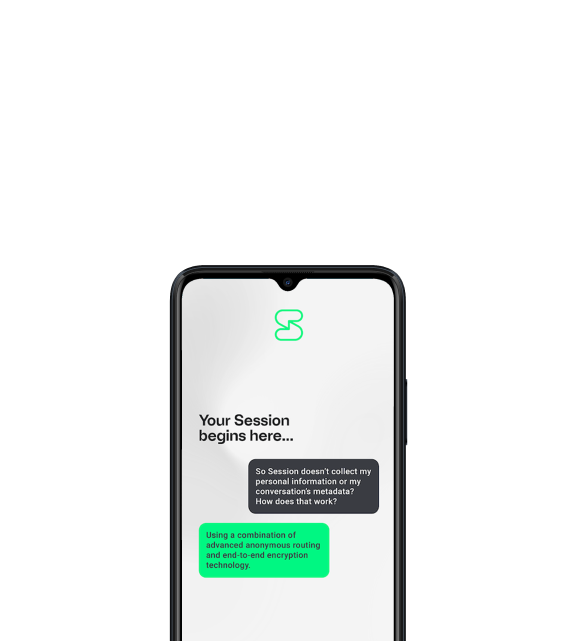 Your Session
begins here...
So Session doesn't collect my
personal information or my
conversation's metadata?
How does that work?
Using a combination of
advanced anonymous routing
and end-to-end encryption
technology.